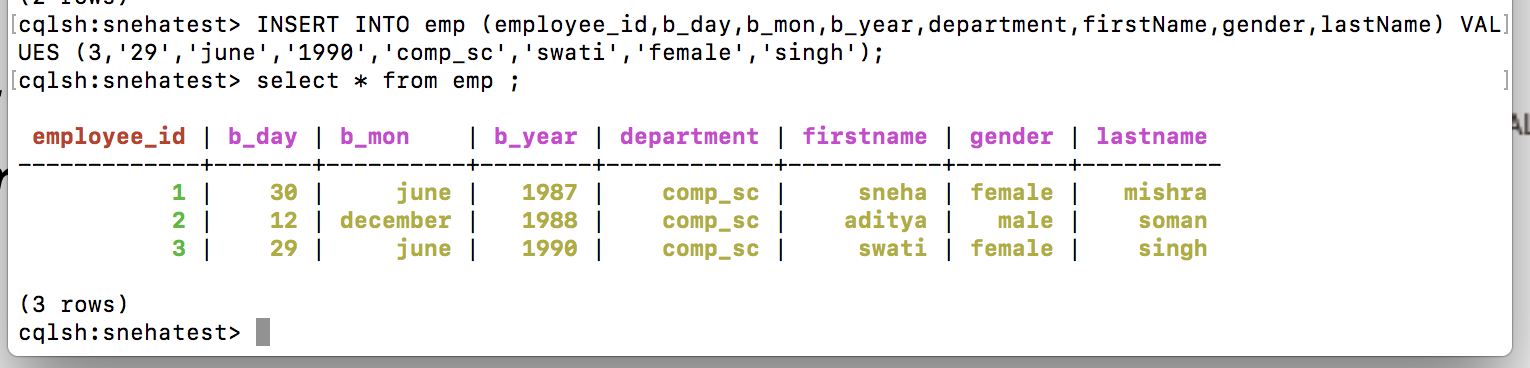 (2 rows)
[cqlsh:snehatest> INSERT INTO emp (employee_id,b_day,b_mon,b_year,department,firstName,gender,lastName) VAL]
UES (3,'29','june','1990','comp_sc','swati','female','singh');
[cqlsh:snehatest> select * from emp ; ]
employee_id | b_day | b_mon | b_year | department | firstname | gender | lastname
-------------+-------+----------+--------+------------+-----------+--------+----------
1 | 30 | june | 1987 | comp_sc | sneha | female | mishra
2 | 12 | december | 1988 | comp_sc | aditya | male | soman
3 | 29 | june | 1990 | comp_sc | swati | female | singh
(3 rows)
cqlsh:snehatest>